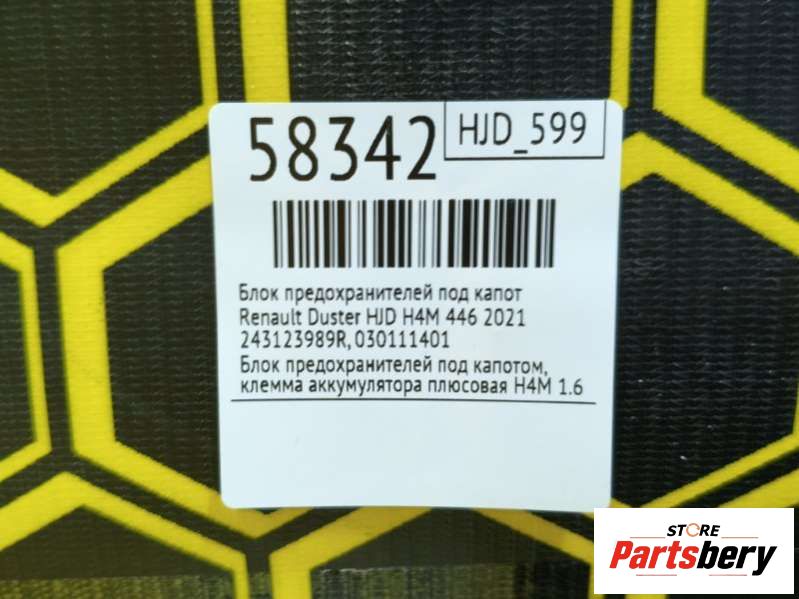 58342
HJD_599
Блок предохранителей под капот
Renault Duster HJD H4M 446 2021
243123989R, 030111401
Блок предохранителей под капотом,
клемма аккумулятора плюсовая H4M 1.6
STORE
Partsbery